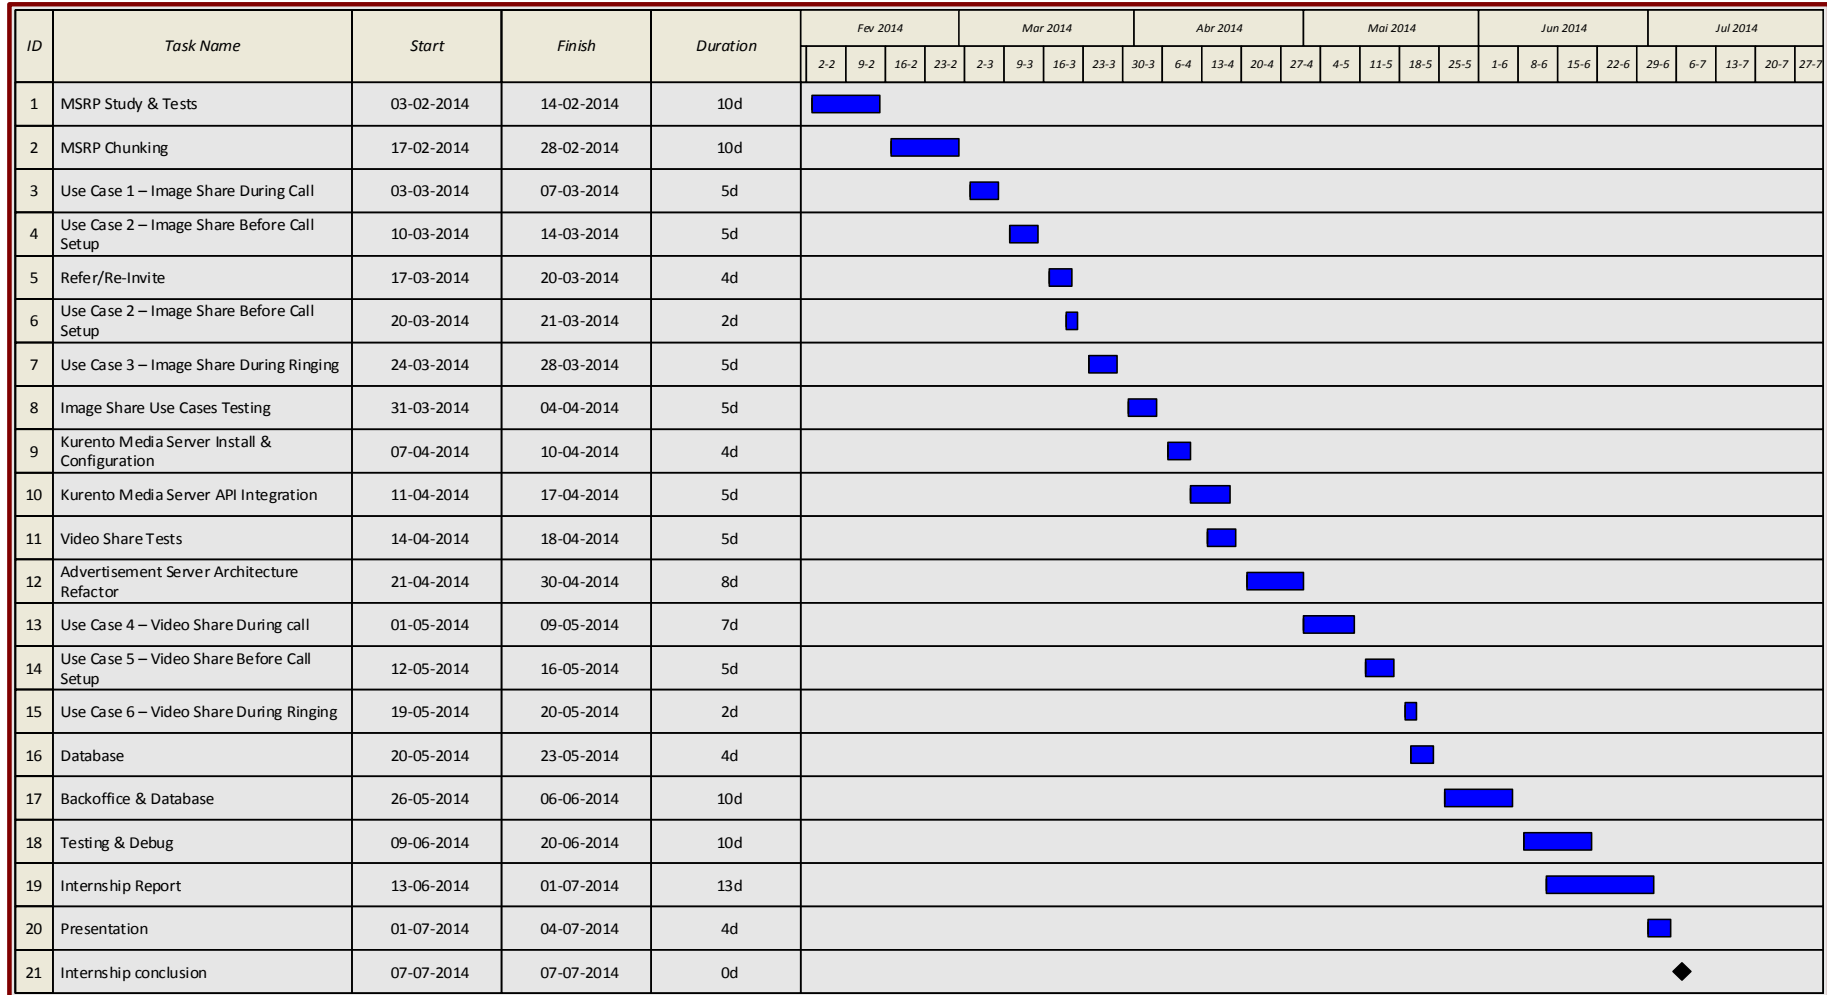 ID Task Name Start Finish Duration Fev 2014 Mar 2014 Abr 2014 Mai 2014 Jun 2014 Jul 2014
2-2 9-2 16-2 23-2 2-3 9-3 16-3 23-3 30-3 6-4 13-4 20-4 27-4 4-5 11-5 18-5 25-5 1-6 8-6 15-6 22-6 29-6 6-7 13-7 20-7 27-7
1 MSRP Study & Tests 03-02-2014 14-02-2014 10d
2 MSRP Chunking 17-02-2014 28-02-2014 10d
3 Use Case 1 – Image Share During Call 03-03-2014 07-03-2014 5d
4 Use Case 2 – Image Share Before Call
Setup 10-03-2014 14-03-2014 5d
5 Refer/Re-Invite 17-03-2014 20-03-2014 4d
6 Use Case 2 – Image Share Before Call
Setup 20-03-2014 21-03-2014 2d
7 Use Case 3 – Image Share During Ringing 24-03-2014 28-03-2014 5d
8 Image Share Use Cases Testing 31-03-2014 04-04-2014 5d
9 Kurento Media Server Install &
Configuration 07-04-2014 10-04-2014 4d
10 Kurento Media Server API Integration 11-04-2014 17-04-2014 5d
11 Video Share Tests 14-04-2014 18-04-2014 5d
12 Advertisement Server Architecture
Refactor 21-04-2014 30-04-2014 8d
13 Use Case 4 – Video Share During call 01-05-2014 09-05-2014 7d
14 Use Case 5 – Video Share Before Call
Setup 12-05-2014 16-05-2014 5d
15 Use Case 6 – Video Share During Ringing 19-05-2014 20-05-2014 2d
16 Database 20-05-2014 23-05-2014 4d
17 Backoffice & Database 26-05-2014 06-06-2014 10d
18 Testing & Debug 09-06-2014 20-06-2014 10d
19 Internship Report 13-06-2014 01-07-2014 13d
20 Presentation 01-07-2014 04-07-2014 4d
21 Internship conclusion 07-07-2014 07-07-2014 0d